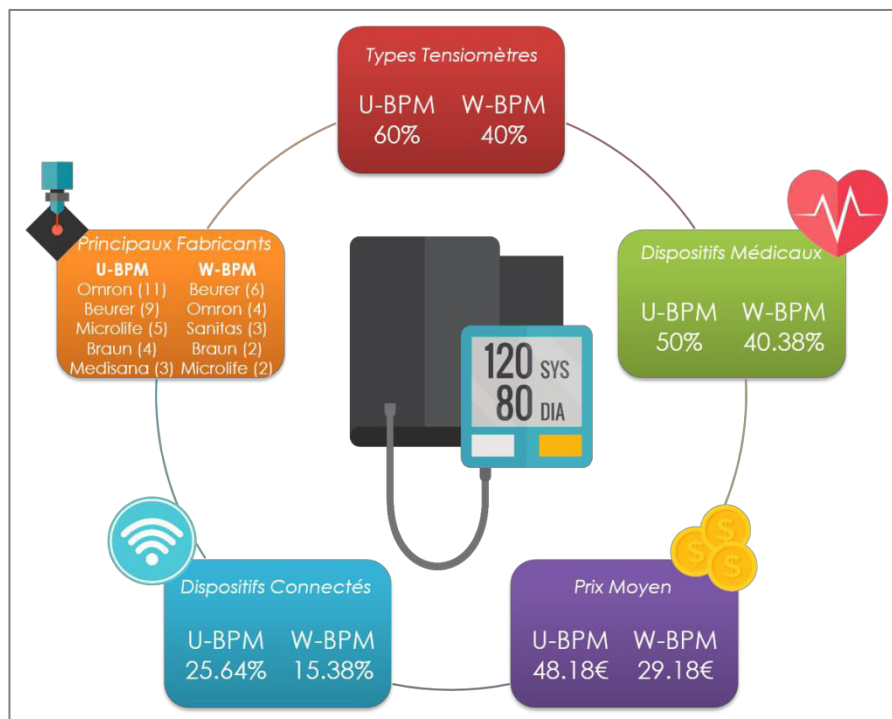 Types Tensiomètres
U-BPM W-BPM
60% 40%
Principaux Fabricants
U-BPM W-BPM
Omron (11) Beurer (6)
Beurer (9) Omron (4)
Microlife (5) Sanitas (3)
Braun (4) Braun (2)
Medisana (3) Microlife (2)
120 SYS
80 DIA
Dispositifs Médicaux
U-BPM W-BPM
50% 40.38%
Dispositifs Connectés
U-BPM W-BPM
25.64% 15.38%
$
$
$
Prix Moyen
U-BPM W-BPM
48.18€ 29.18€